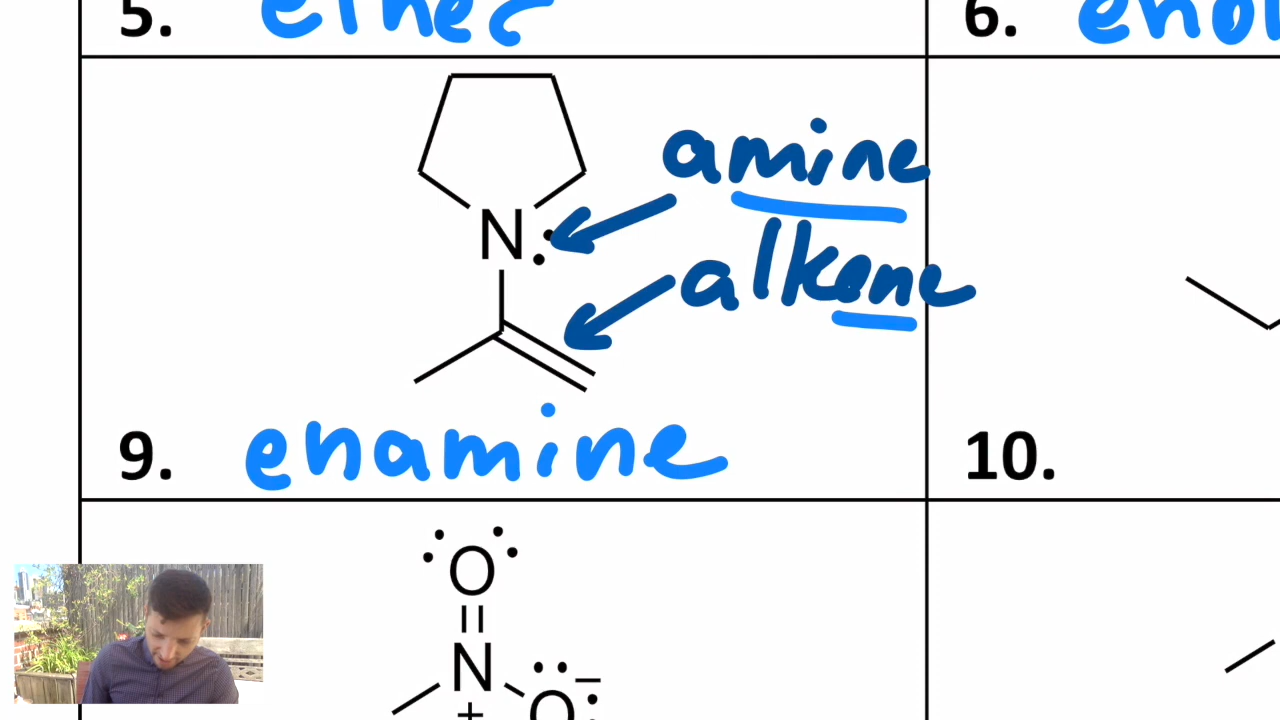 5. ether
6. enol
amine
N
alkene
9. enamine
10.
O
N
O
+
−